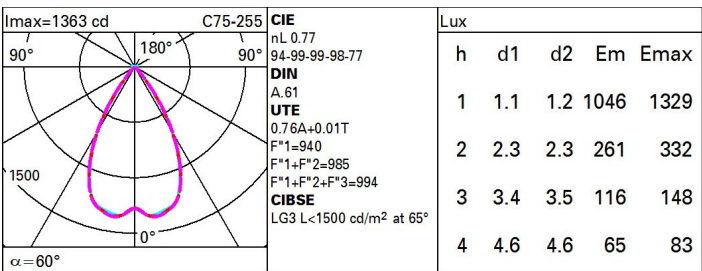 Imax=1363 cd C75-255
90° 180° 90°
1500
0°
α=60°
CIE
nL 0.77
94-99-99-98-77
DIN
A.61
UTE
0.76A+0.01T
F"1=940
F"1+F"2=985
F"1+F"2+F"3=994
CIBSE
LG3 L<1500 cd/m² at 65°
Lux
h d1 d2 Em Emax
1 1.1 1.2 1046 1329
2 2.3 2.3 261 332
3 3.4 3.5 116 148
4 4.6 4.6 65 83